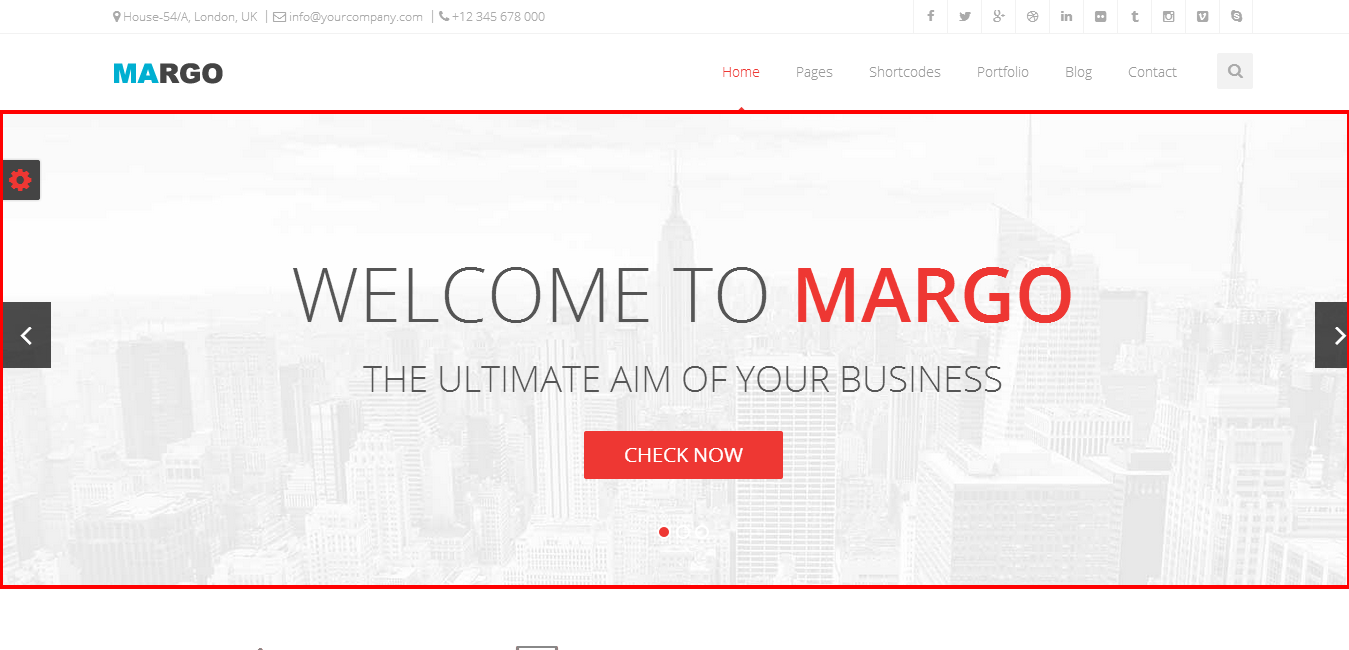 House-54/A, London, UK | info@yourcompany.com | +12 345 678 000
MARGO
Home Pages Shortcodes Portfolio Blog Contact
WELCOME TO MARGO
THE ULTIMATE AIM OF YOUR BUSINESS
CHECK NOW